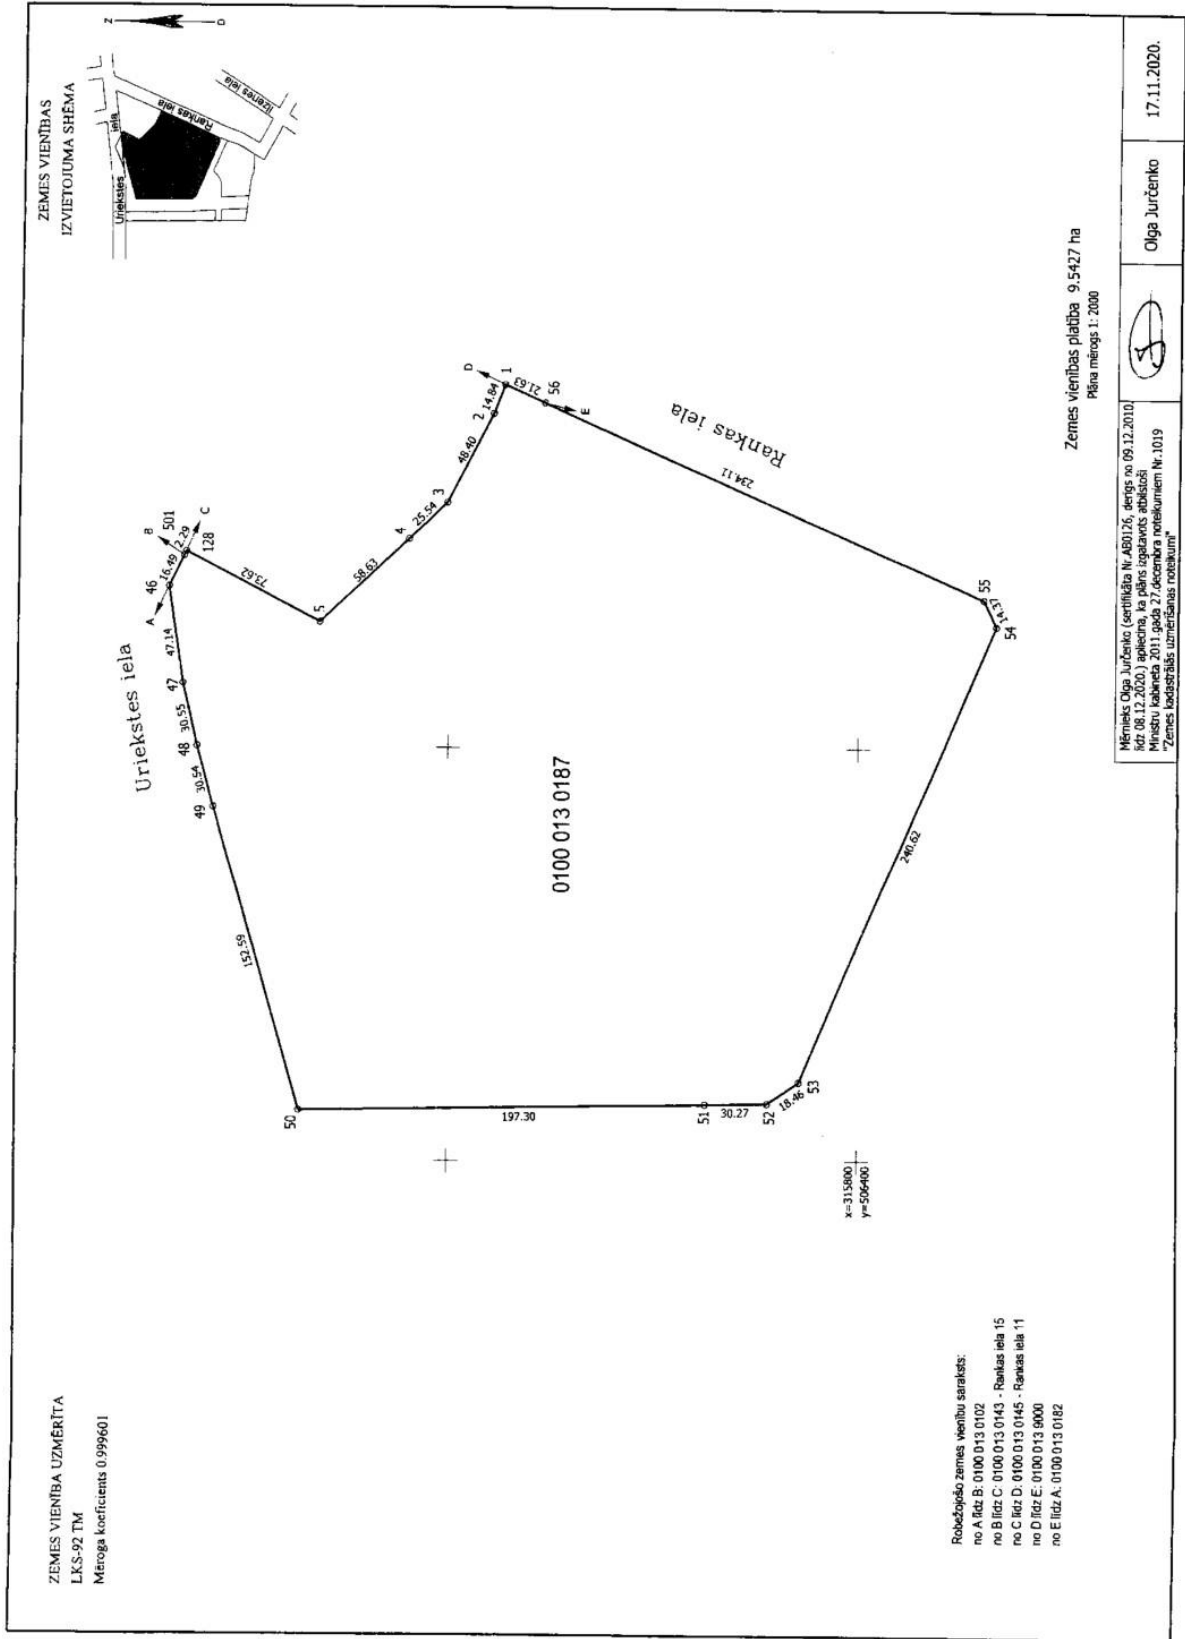 ZEMES VIENĪBA UZMĒRĪTA
LKS-92 TM
Mēroga koeficients 0.999601
ZEMES VIENĪBAS
IZVIETOJUMA SHĒMA
Z
D
Uriekstes iela
Rankas iela
Ilzenes iela
Uriekstes iela
A
46
16.49
B
501
2.29
C
128
47.14
47
30.55
48
30.54
49
152.59
50
73.62
5
58.63
4
25.54
3
48.40
2
14.84
D
1
21.63
56
E
Rankas iela
234.11
0100 013 0187
197.30
51
30.27
52
18.46
53
240.62
54
14.37
55
x=315800
y=506400
Robežojošo zemes vienību saraksts:
no A līdz B: 0100 013 0102
no B līdz C: 0100 013 0143 - Rankas iela 15
no C līdz D: 0100 013 0145 - Rankas iela 11
no D līdz E: 0100 013 9000
no E līdz A: 0100 013 0182
Zemes vienības platība 9.5427 ha
Plāna mērogs 1: 2000
Mērnieks Olga Jurčenko (sertifikāta Nr.AB0126, derīgs no 09.12.2010
līdz 08.12.2020.) apliecina, ka plāns izgatavots atbilstoši
Ministru kabineta 2011.gada 27.decembra noteikumiem Nr.1019
"Zemes kadastrālās uzmērīšanas noteikumi"
Olga Jurčenko
17.11.2020.